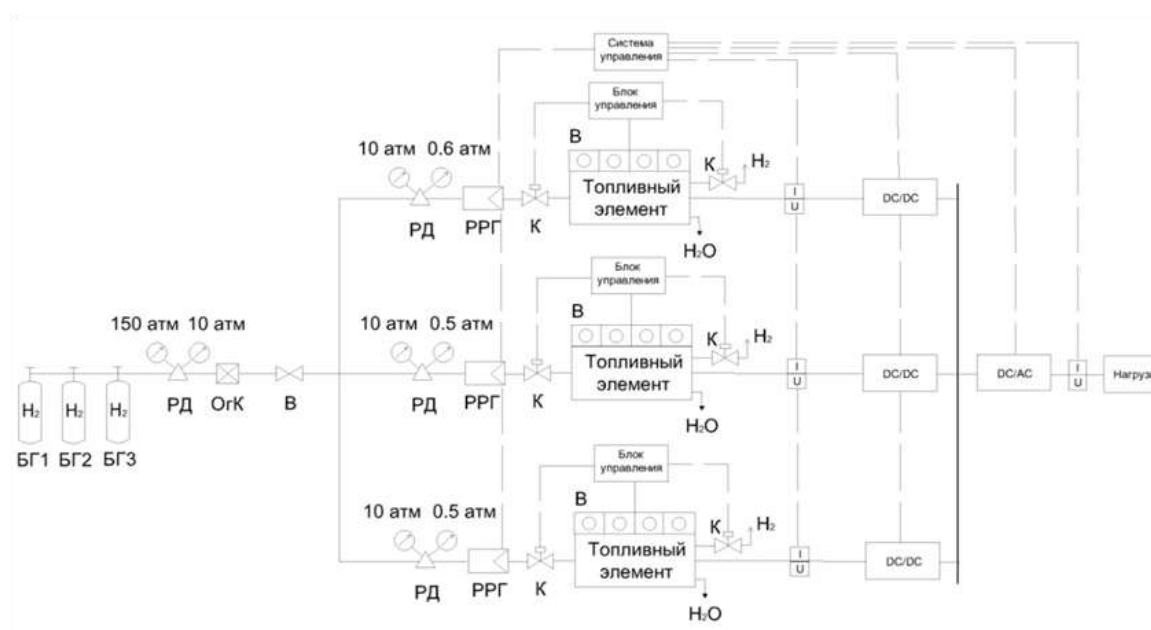 Система
управления
Блок
управления
В
10 атм 0.6 атм
К
H₂
Топливный
элемент
I
U
DC/DC
РД
РРГ
К
H₂O
Блок
управления
В
150 атм 10 атм
10 атм 0.5 атм
К
H₂
Топливный
элемент
I
U
DC/DC
DC/AC
I
U
Нагруз
H₂
H₂
H₂
РД
ОгК
В
РД
РРГ
К
H₂O
БГ1
БГ2
БГ3
Блок
управления
В
10 атм 0.5 атм
К
H₂
Топливный
элемент
I
U
DC/DC
РД
РРГ
К
H₂O